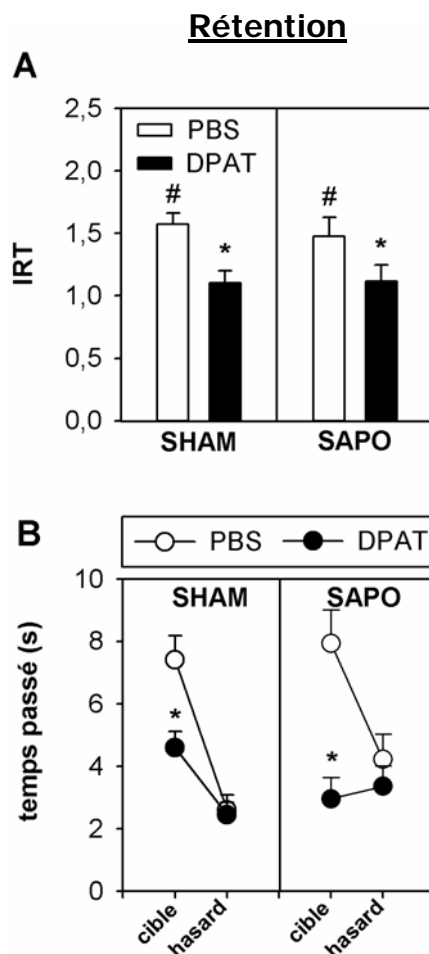 Rétention
A
2,5
2,0
1,5
1,0
0,5
0,0
IRT
PBS
DPAT
#
*
#
*
SHAM SAPO
B
PBS DPAT
10
8
6
4
2
0
temps passé (s)
SHAM SAPO
*
*
cible hasard cible hasard